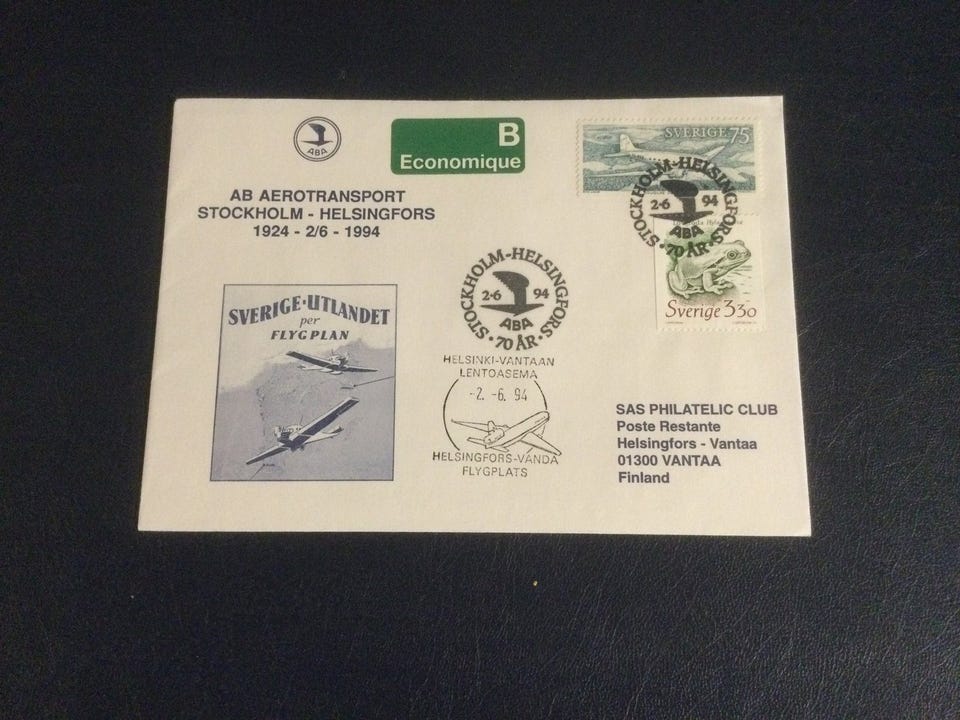 ABA
B
Economique
AB AEROTRANSPORT
STOCKHOLM - HELSINGFORS
1924 - 2/6 - 1994
SVERIGE 75
STOCKHOLM-HELSINGFORS
2-6 94
ABA
70 ÅR
Sverige 330
SVERIGE-UTLANDET
per
FLYGPLAN
STOCKHOLM-HELSINGFORS
2-6 94
ABA
70 ÅR
HELSINKI-VANTAAN
LENTOASEMA
-2. -6. 94
HELSINGFORS-VANDA
FLYGPLATS
SAS PHILATELIC CLUB
Poste Restante
Helsingfors - Vantaa
01300 VANTAA
Finland